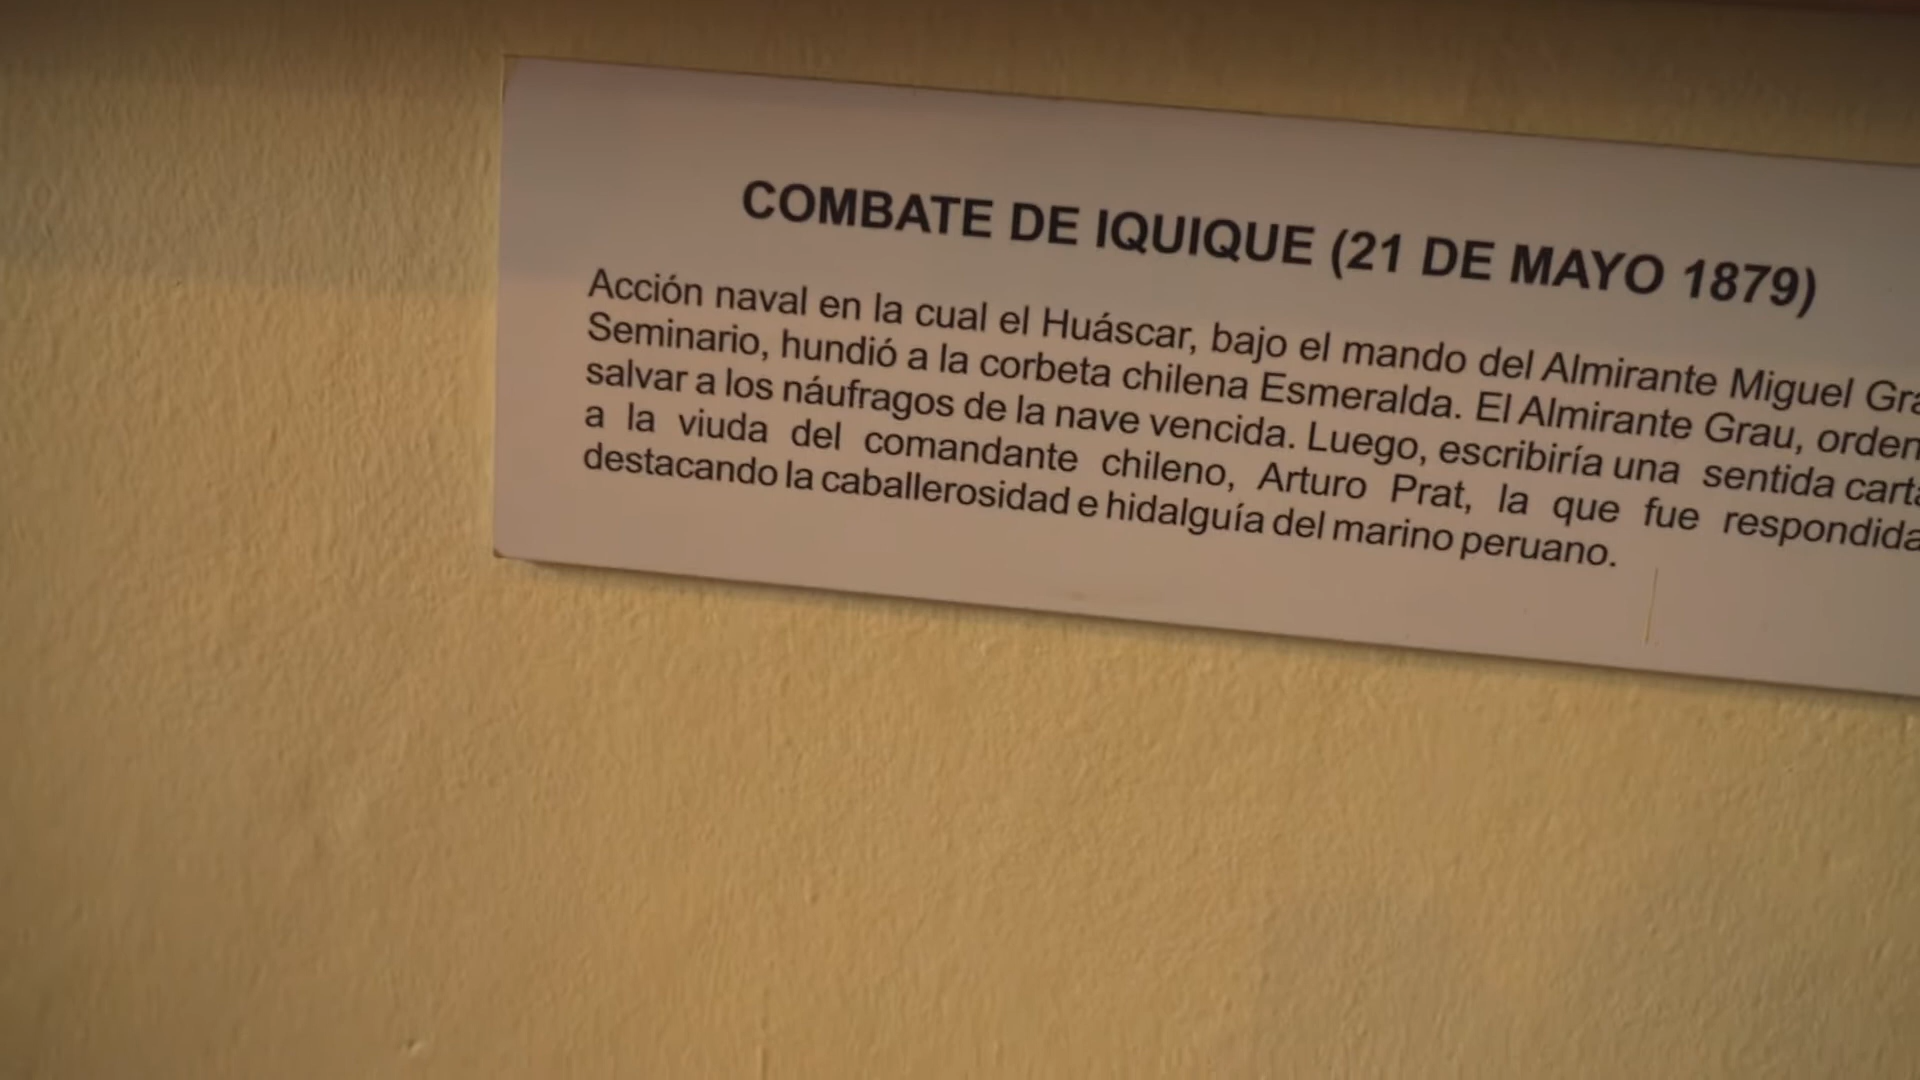 COMBATE DE IQUIQUE (21 DE MAYO 1879)
Acción naval en la cual el Huáscar, bajo el mando del Almirante Miguel
Seminario, hundió a la corbeta chilena Esmeralda. El Almirante Grau,
salvar a los náufragos de la nave vencida. Luego, escribiría una sentida
a la viuda del comandante chileno, Arturo Prat, la que fue respondida
destacando la caballerosidad e hidalguía del marino peruano.